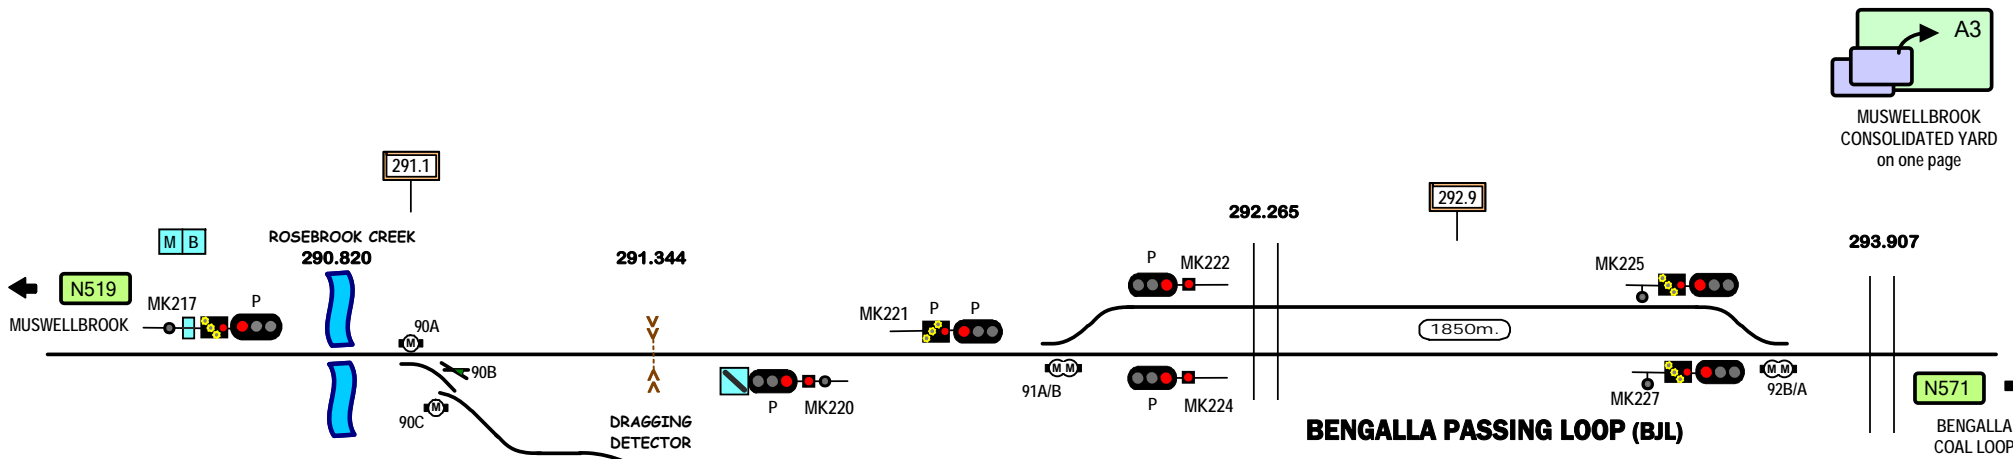 A3
MUSWELLBROOK
CONSOLIDATED YARD
on one page
291.1
292.9
292.265
M B
ROSEBROOK CREEK
290.820
291.344
293.907
N519
MUSWELLBROOK
MK217
P
90A
M
90B
90C
M
DRAGGING
DETECTOR
P
MK220
MK221
P
P
91A/B
M M
P
MK222
P
MK224
1850m.
MK225
MK227
M M
92B/A
BENGALLA PASSING LOOP (BJL)
N571
BENGALLA
COAL LOOP